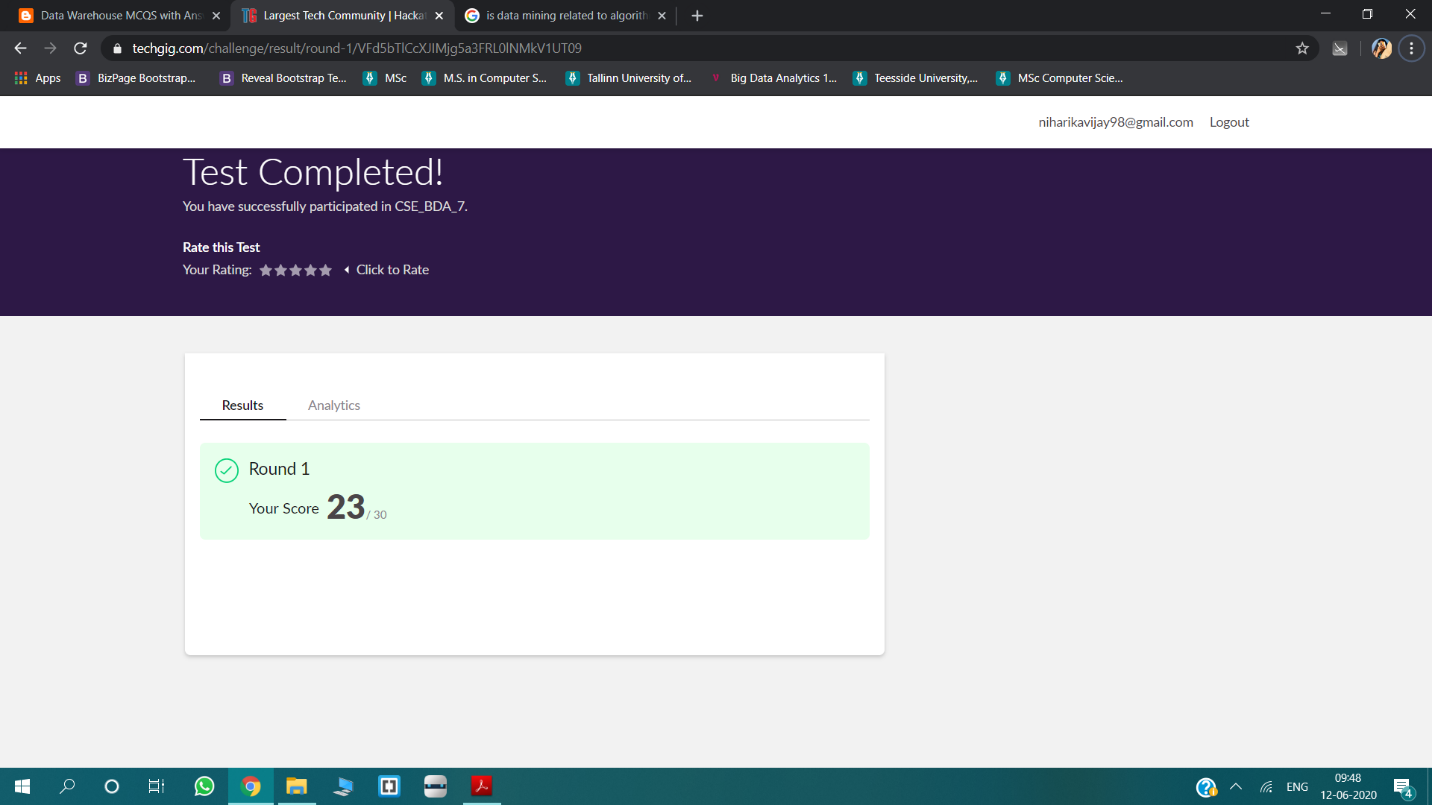 Data Warehouse MCQS with Ans
Largest Tech Community | Hacka
is data mining related to algorith
techgig.com/challenge/result/round-1/VFd5bTlCcXJIMjg5a3FRL0lNMkV1UT09
Apps
B BizPage Bootstrap...
B Reveal Bootstrap Te...
MSc
M.S. in Computer S...
Tallinn University of...
Big Data Analytics 1...
Teesside University,...
MSc Computer Scie...
niharikavijay98@gmail.com Logout
Test Completed!
You have successfully participated in CSE_BDA_7.
Rate this Test
Your Rating: Click to Rate
Results Analytics
Round 1
Your Score 23 / 30
ENG
09:48
12-06-2020
4